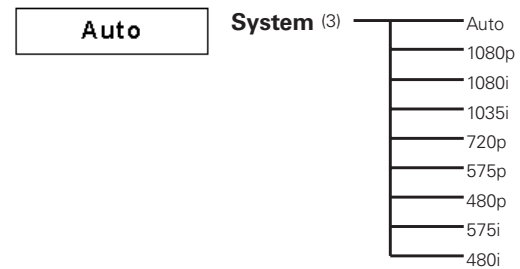 Auto
System (3)
Auto
1080p
1080i
1035i
720p
575p
480p
575i
480i